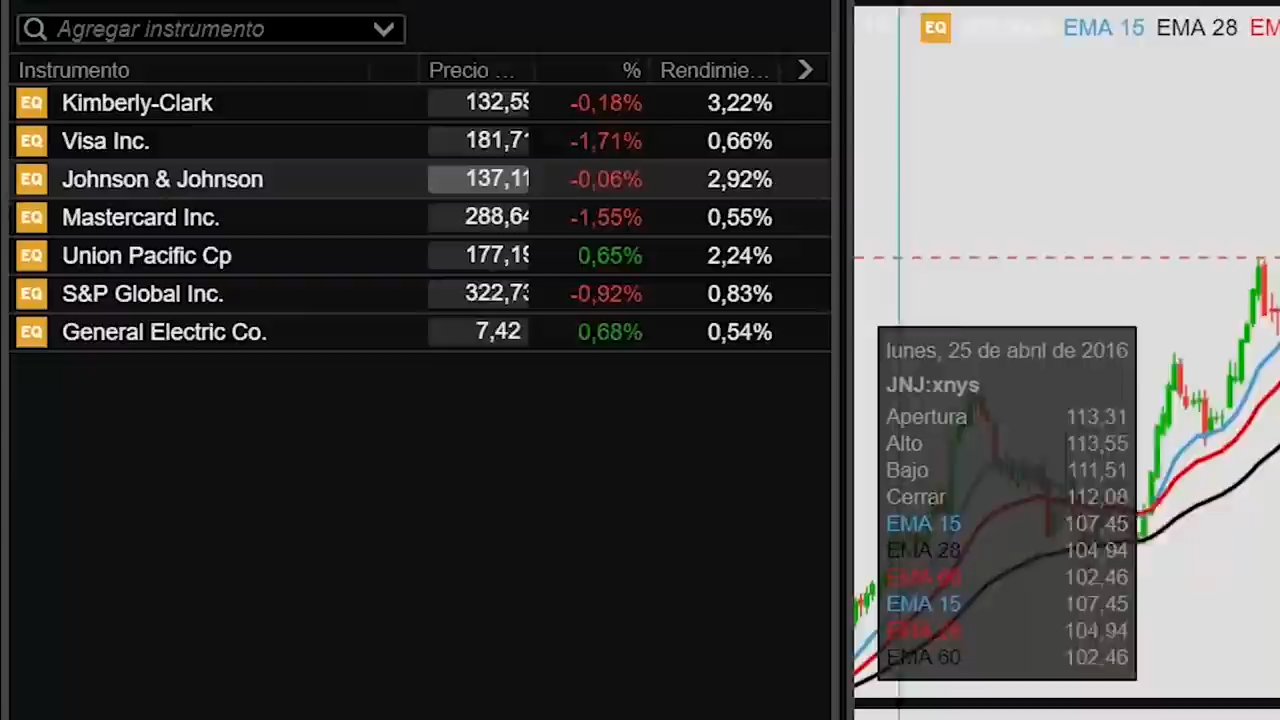 Agregar instrumento
Instrumento Precio ... % Rendimie...
EQ Kimberly-Clark 132,59 -0,18% 3,22%
EQ Visa Inc. 181,71 -1,71% 0,66%
EQ Johnson & Johnson 137,11 -0,06% 2,92%
EQ Mastercard Inc. 288,64 -1,55% 0,55%
EQ Union Pacific Cp 177,19 0,65% 2,24%
EQ S&P Global Inc. 322,73 -0,92% 0,83%
EQ General Electric Co. 7,42 0,68% 0,54%
EQ EMA 15 EMA 28 EM
lunes, 25 de abril de 2016
JNJ:xnys
Apertura 113,31
Alto 113,55
Bajo 111,51
Cerrar 112,08
EMA 15 107,45
EMA 28 104,94
EMA 60 102,46
EMA 15 107,45
EMA 28 104,94
EMA 60 102,46